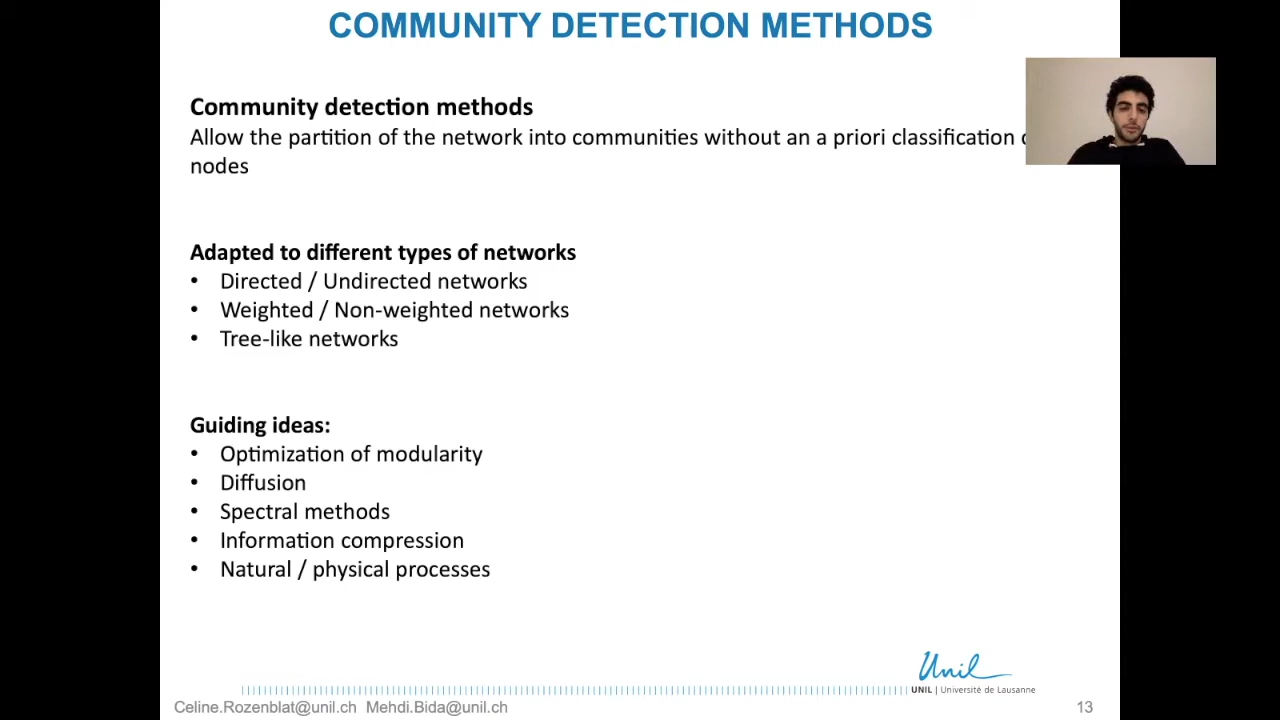 COMMUNITY DETECTION METHODS
Community detection methods
Allow the partition of the network into communities without an a priori classification
nodes
Adapted to different types of networks
• Directed / Undirected networks
• Weighted / Non-weighted networks
• Tree-like networks
Guiding ideas:
• Optimization of modularity
• Diffusion
• Spectral methods
• Information compression
• Natural / physical processes
Unil
UNIL | Université de Lausanne
Celine.Rozenblat@unil.ch Mehdi.Bida@unil.ch
13